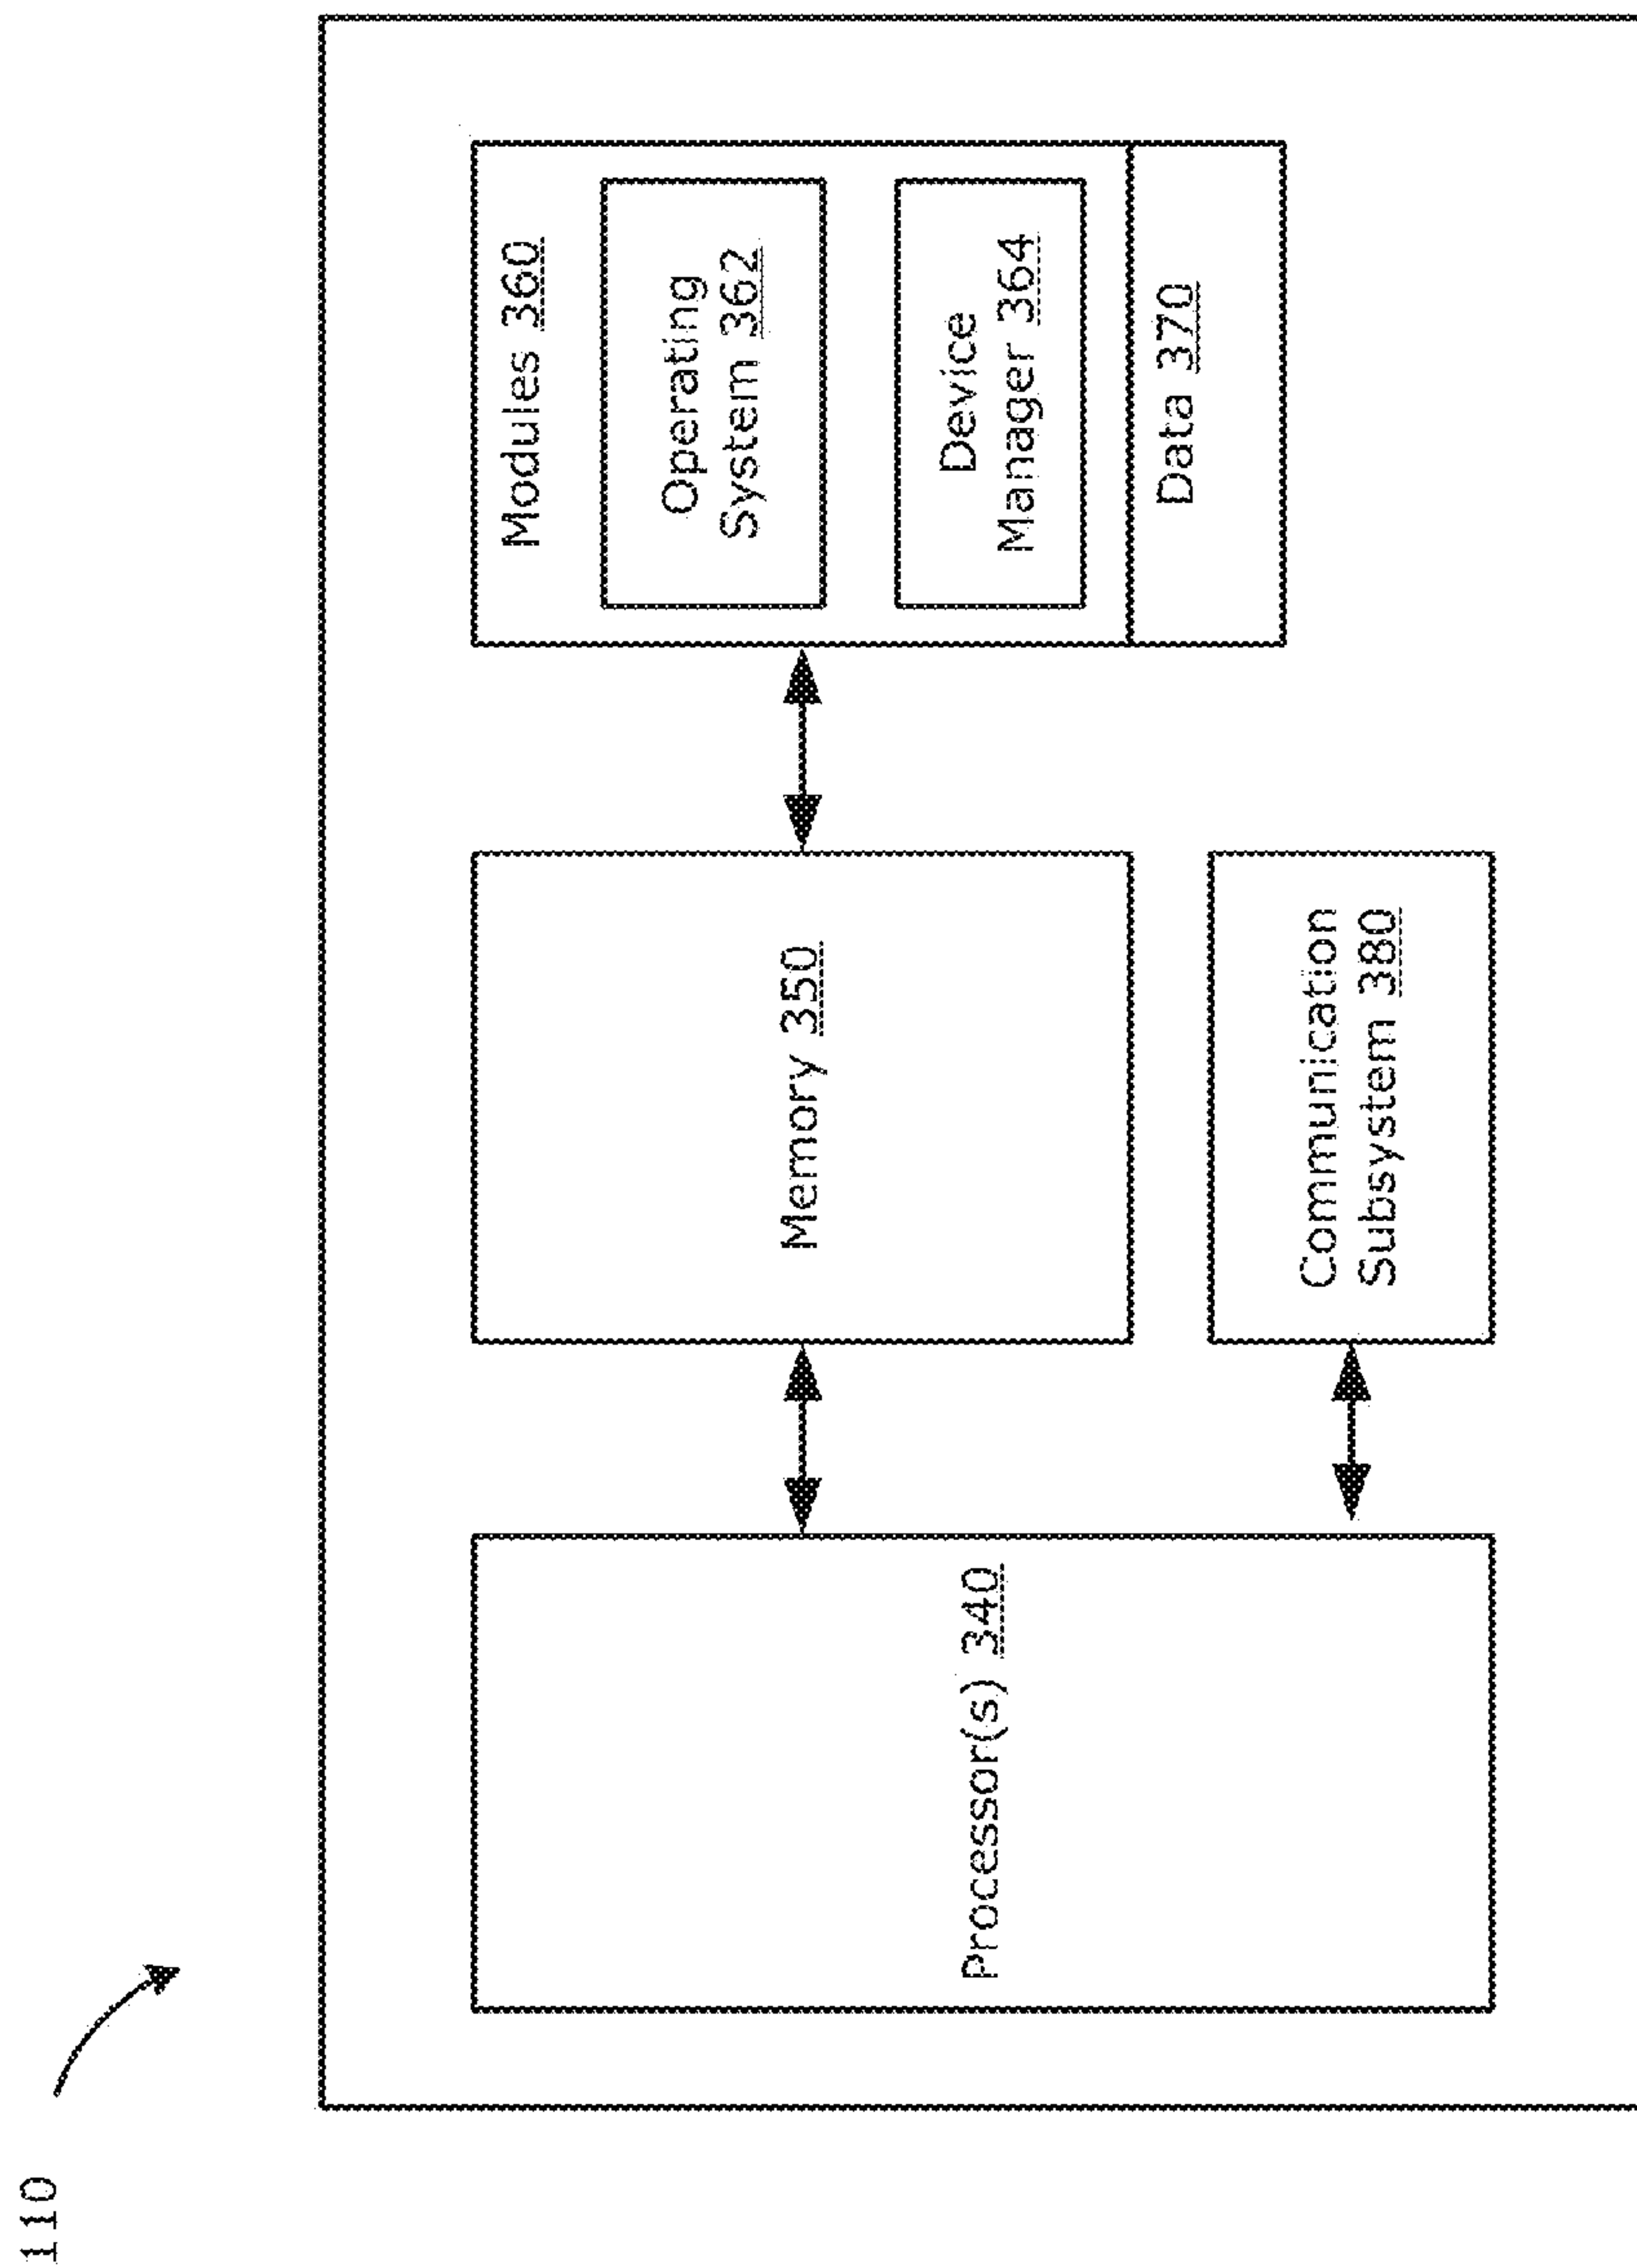 110
Processor(s) 340
Memory 350
Communication
Subsystem 380
Modules 360
Operating
System 362
Device
Manager 364
Data 370